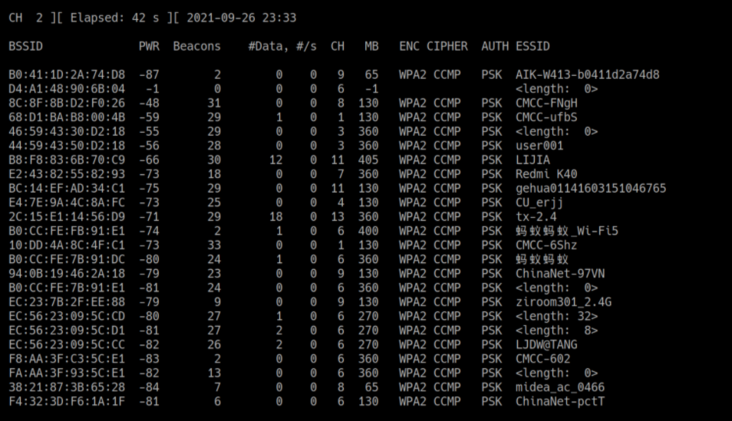 CH  2 ][ Elapsed: 42 s ][ 2021-09-26 23:33
BSSID              PWR  Beacons    #Data, #/s  CH   MB   ENC CIPHER  AUTH ESSID
B0:41:1D:2A:74:D8  -87        2        0    0   9   65   WPA2 CCMP   PSK  AIK-W413-b0411d2a74d8
D4:A1:48:90:6B:04   -1        0        0    0   6   -1                    <length:  0>
8C:8F:8B:D2:F0:26  -48       31        0    0   8  130   WPA2 CCMP   PSK  CMCC-FNgH
68:D1:BA:B8:00:4B  -59       29        1    0   1  130   WPA2 CCMP   PSK  CMCC-ufbS
46:59:43:30:D2:18  -55       29        0    0   3  360   WPA2 CCMP   PSK  <length:  0>
44:59:43:50:D2:18  -56       28        0    0   3  360   WPA2 CCMP   PSK  user001
B8:F8:83:6B:70:C9  -66       30       12    0  11  405   WPA2 CCMP   PSK  LIJIA
E2:43:82:55:82:93  -73       18        0    0   7  360   WPA2 CCMP   PSK  Redmi K40
BC:14:EF:AD:34:C1  -75       29        0    0  11  130   WPA2 CCMP   PSK  gehua01141603151046765
E4:7E:9A:4C:8A:FC  -73       25        0    0   4  130   WPA2 CCMP   PSK  CU_erjj
2C:15:E1:14:56:D9  -71       29       18    0  13  360   WPA2 CCMP   PSK  tx-2.4
B0:CC:FE:FB:91:E1  -74        2        1    0   6  400   WPA2 CCMP   PSK  蚂蚁蚂蚁_Wi-Fi5
10:DD:4A:8C:4F:C1  -73       33        0    0   1  130   WPA2 CCMP   PSK  CMCC-6Shz
B0:CC:FE:7B:91:DC  -80       24        1    0   6  360   WPA2 CCMP   PSK  蚂蚁蚂蚁
94:0B:19:46:2A:18  -79       23        0    0   9  130   WPA2 CCMP   PSK  ChinaNet-97VN
B0:CC:FE:7B:91:E1  -81       24        0    0   6  360   WPA2 CCMP   PSK  <length:  0>
EC:23:7B:2F:EE:88  -79        9        0    0   9  130   WPA2 CCMP   PSK  ziroom301_2.4G
EC:56:23:09:5C:CD  -80       27        1    0   6  270   WPA2 CCMP   PSK  <length: 32>
EC:56:23:09:5C:D1  -81       27        2    0   6  270   WPA2 CCMP   PSK  <length:  8>
EC:56:23:09:5C:CC  -82       26        2    0   6  270   WPA2 CCMP   PSK  LJDW@TANG
F8:AA:3F:C3:5C:E1  -83        2        0    0   6  360   WPA2 CCMP   PSK  CMCC-602
FA:AA:3F:93:5C:E1  -82       13        0    0   6  360   WPA2 CCMP   PSK  <length:  0>
38:21:87:3B:65:28  -84        7        0    0   8   65   WPA2 CCMP   PSK  midea_ac_0466
F4:32:3D:F6:1A:1F  -81        6        0    0   6  130   WPA2 CCMP   PSK  ChinaNet-pctT